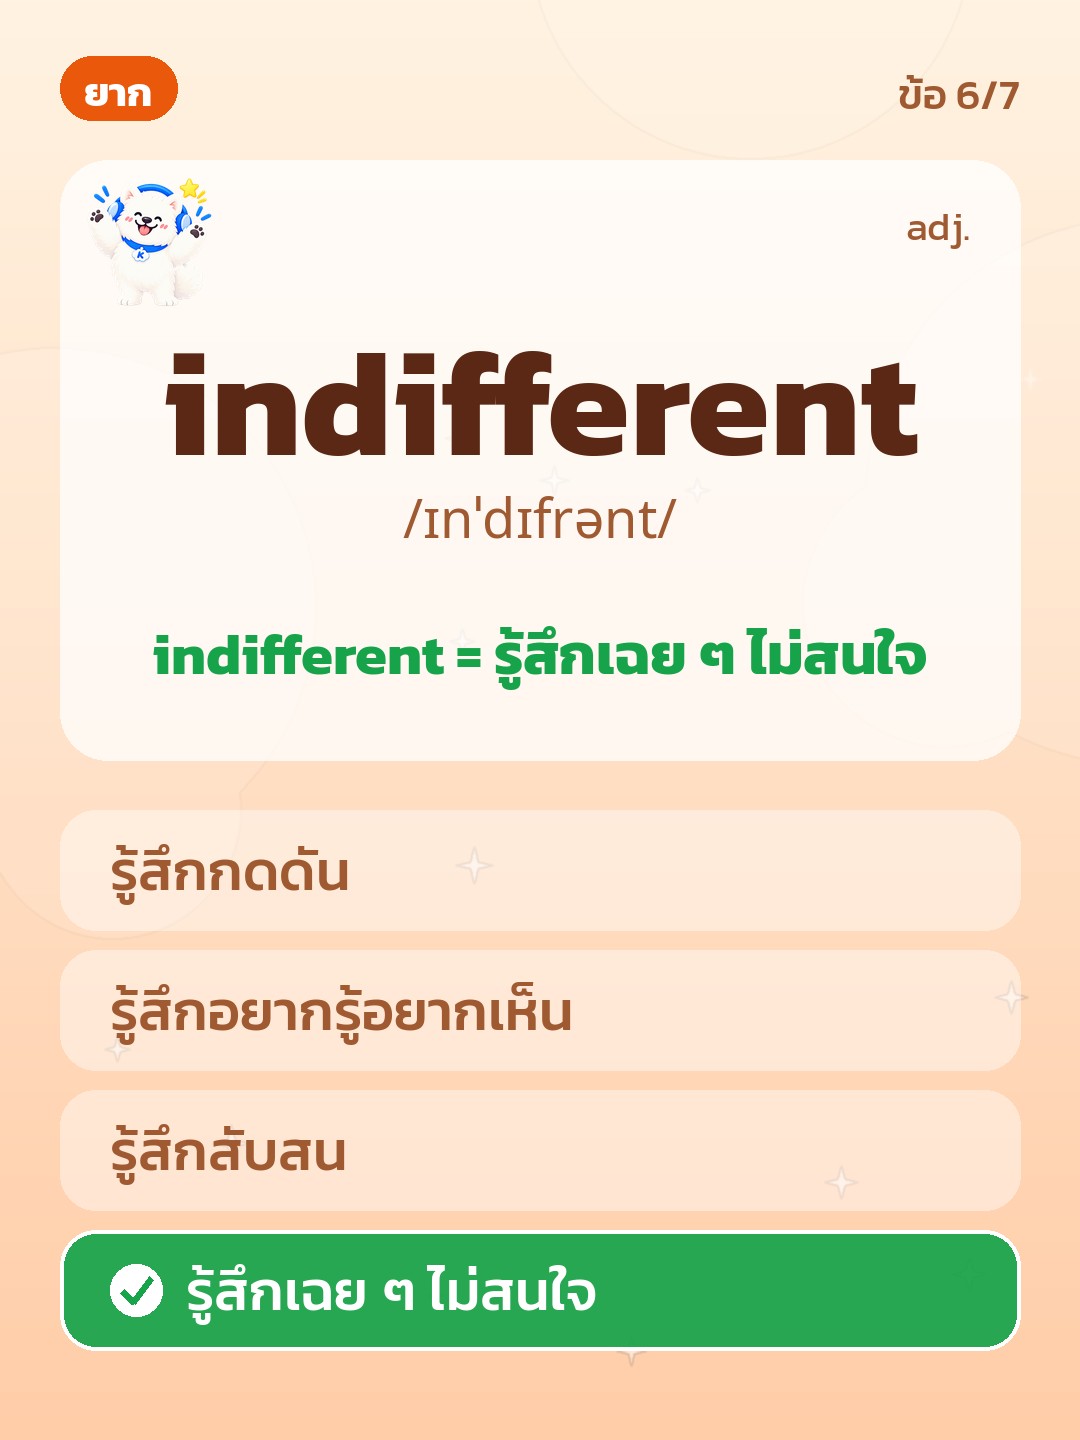 ยาก
ข้อ 6/7
adj.
indifferent
/ɪnˈdɪfrənt/
indifferent = รู้สึกเฉย ๆ ไม่สนใจ
รู้สึกกดดัน
รู้สึกอยากรู้อยากเห็น
รู้สึกสับสน
รู้สึกเฉย ๆ ไม่สนใจ